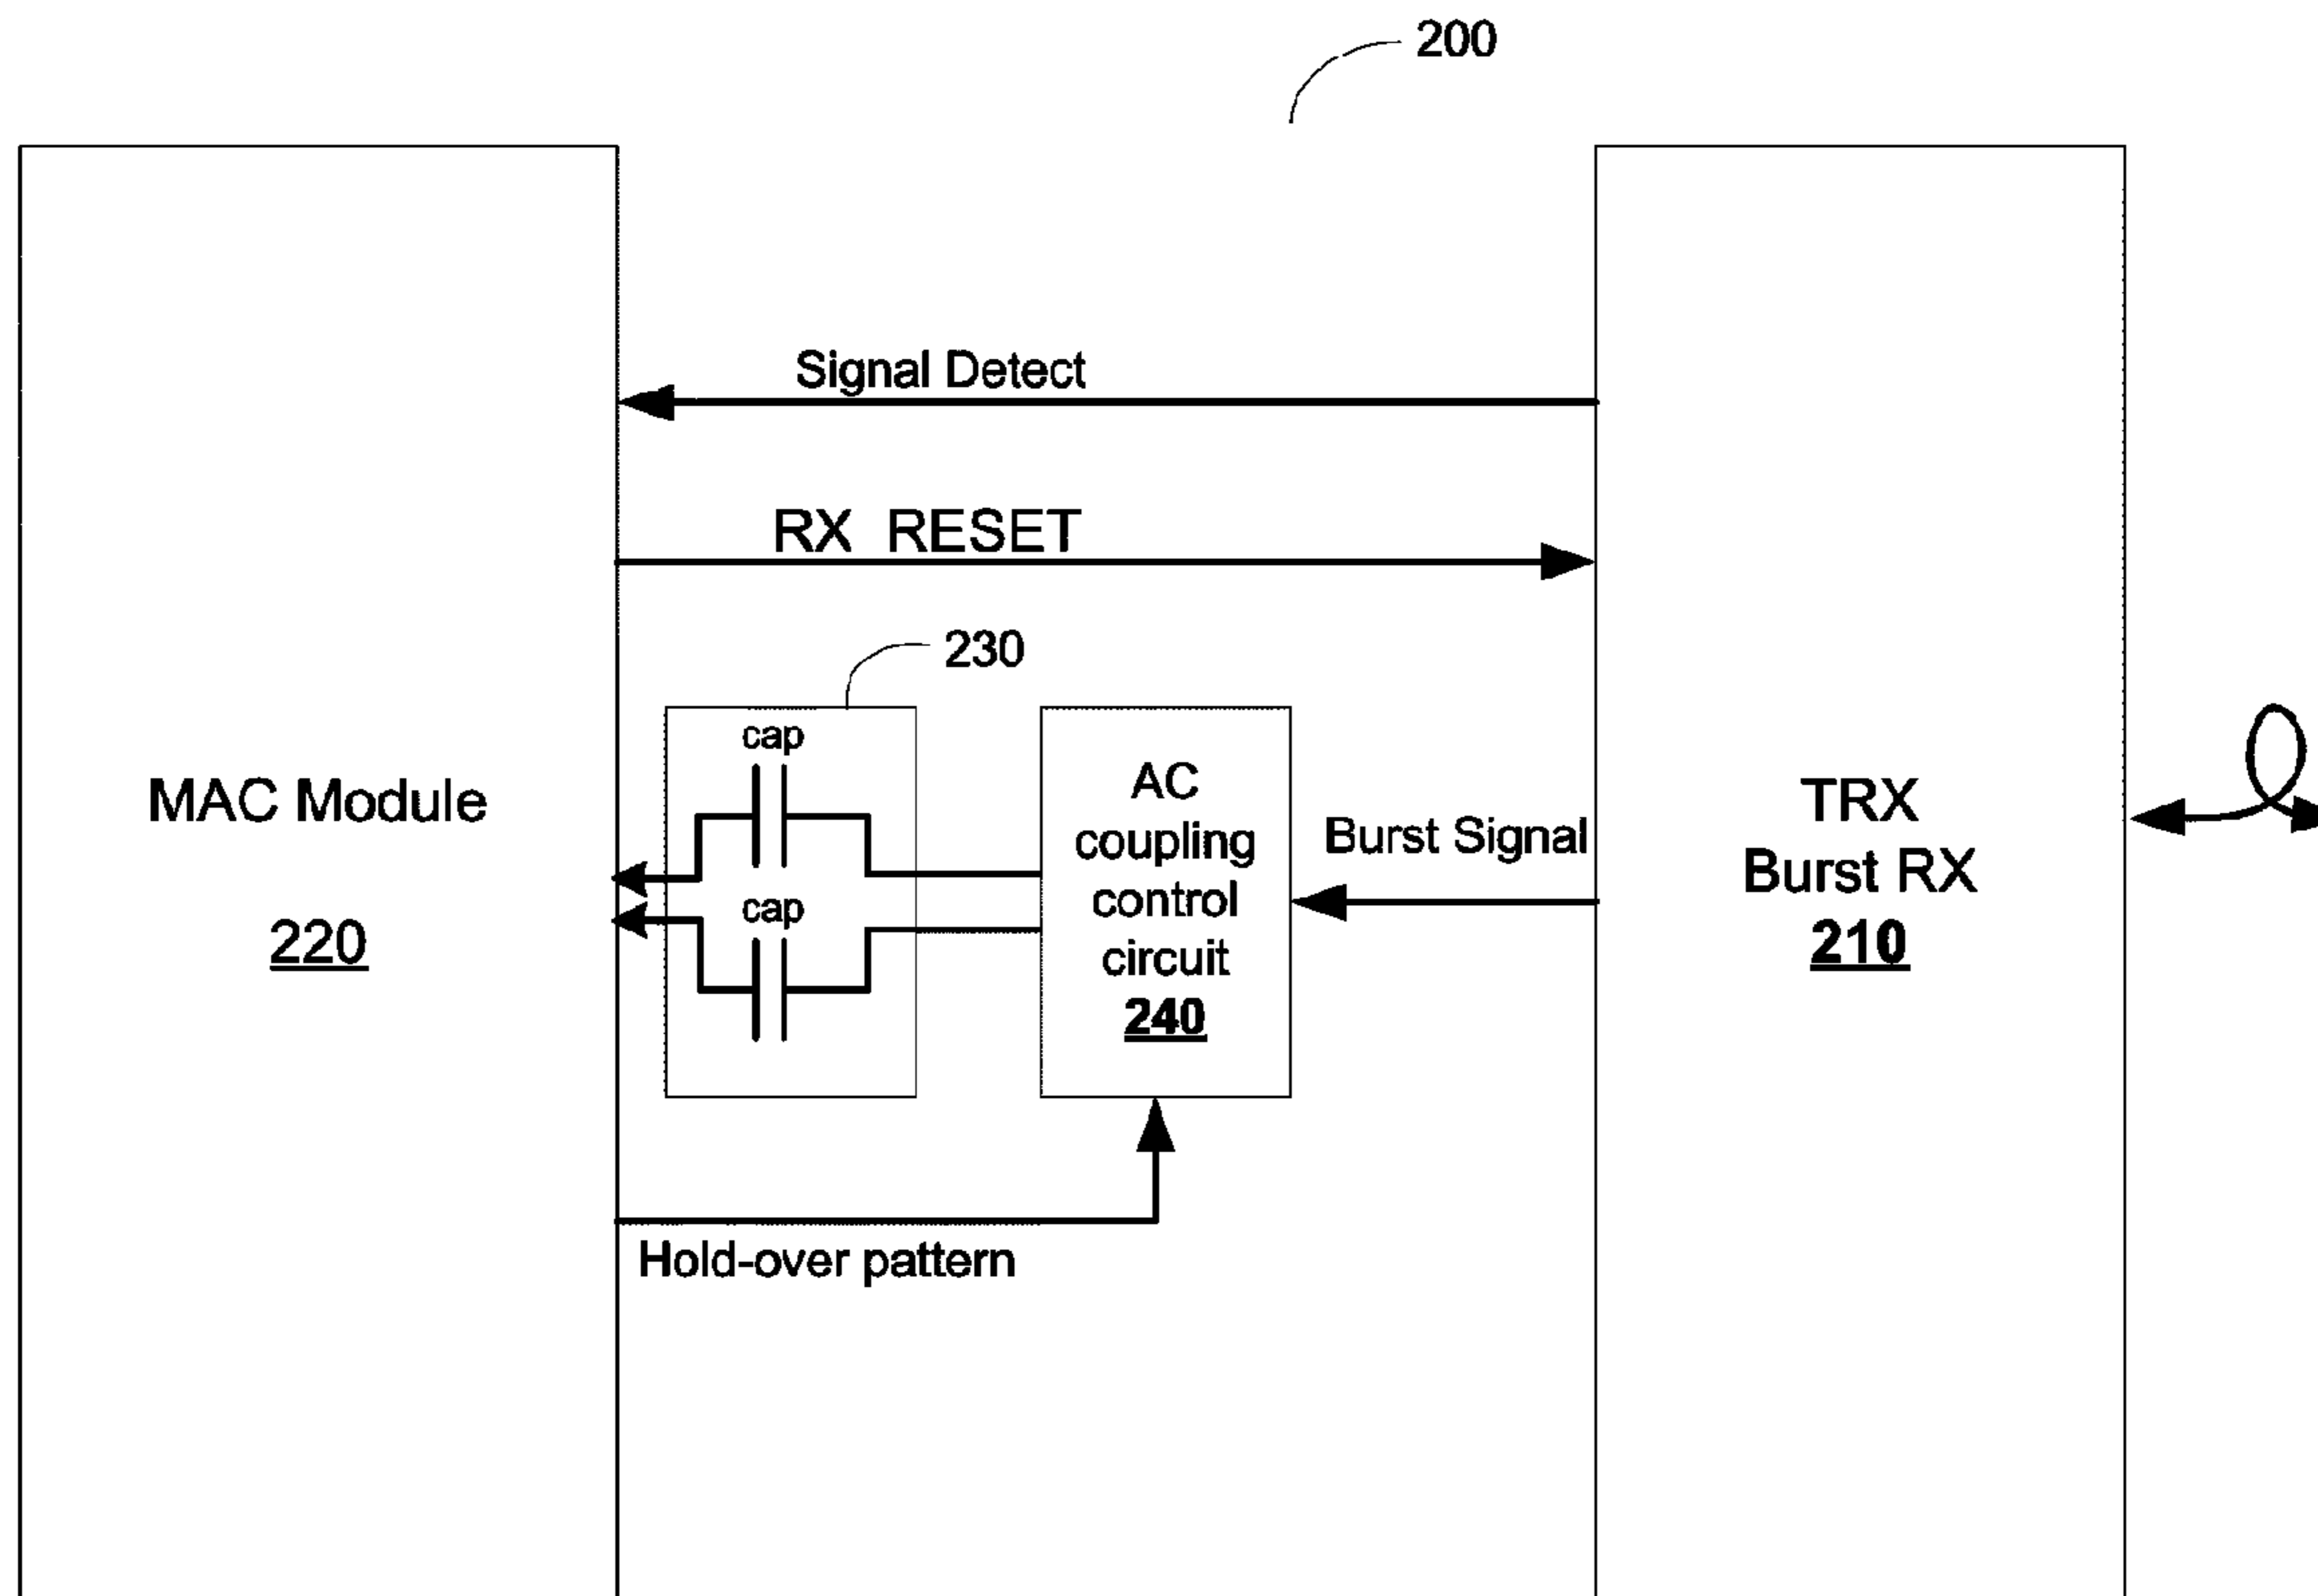 200
Signal Detect
RX RESET
230
cap
cap
MAC Module
220
AC
coupling
control
circuit
240
Burst Signal
TRX
Burst RX
210
Hold-over pattern